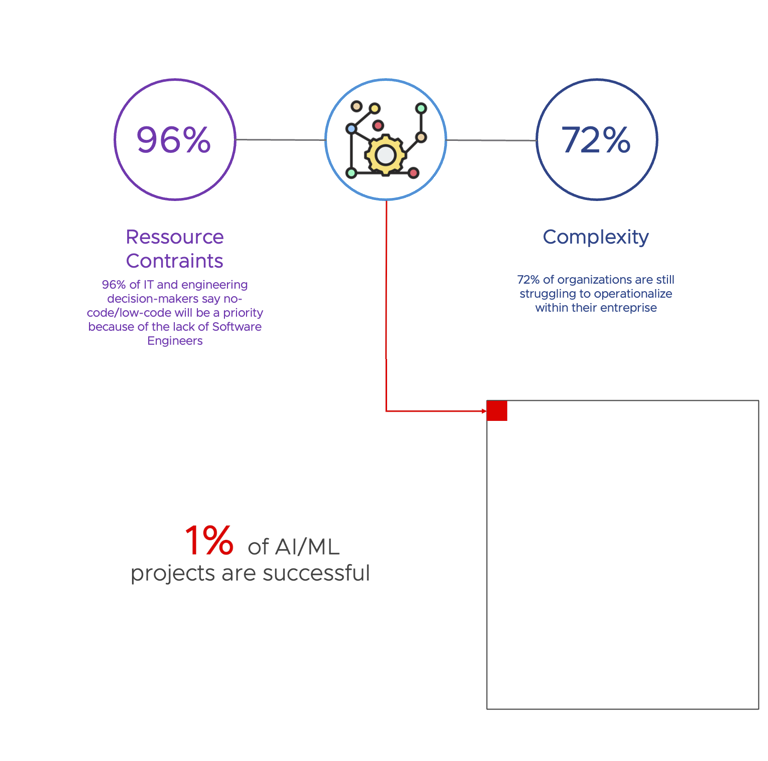 96%
72%
Ressource
Contraints
96% of IT and engineering
decision-makers say no-
code/low-code will be a priority
because of the lack of Software
Engineers
Complexity
72% of organizations are still
struggling to operationalize
within their entreprise
1% of AI/ML
projects are successful